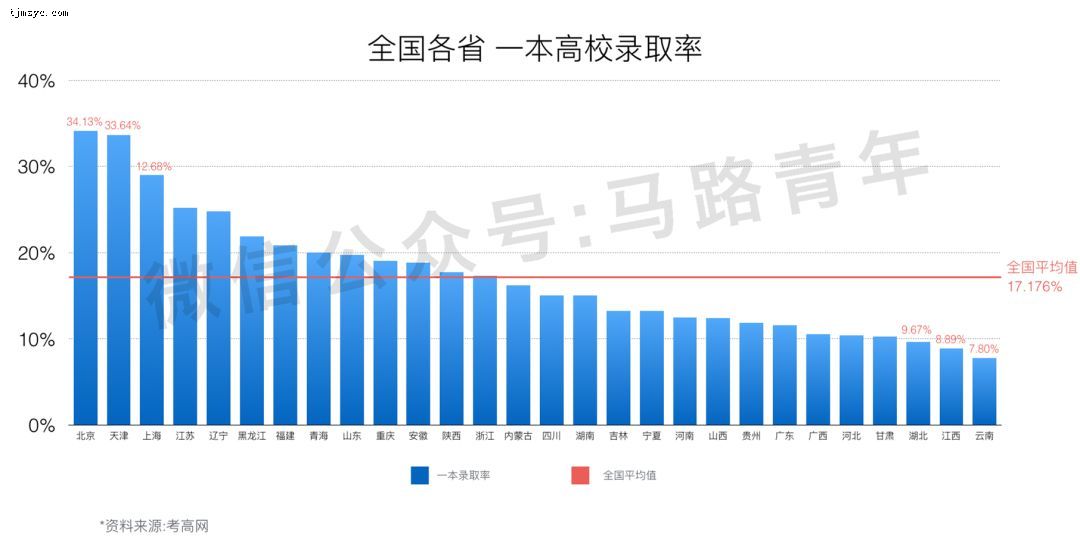 tjmsyc.com
全国各省 一本高校录取率
40%
30%
20%
10%
0%
34.13%
33.64%
12.68%
9.67%
8.89%
7.80%
全国平均值
17.176%
微信公众号:马路青年
北京 天津 上海 江苏 辽宁 黑龙江 福建 青海 山东 重庆 安徽 陕西 浙江 内蒙古 四川 湖南 吉林 宁夏 河南 山西 贵州 广东 广西 河北 甘肃 湖北 江西 云南
一本录取率 全国平均值
*资料来源:考高网